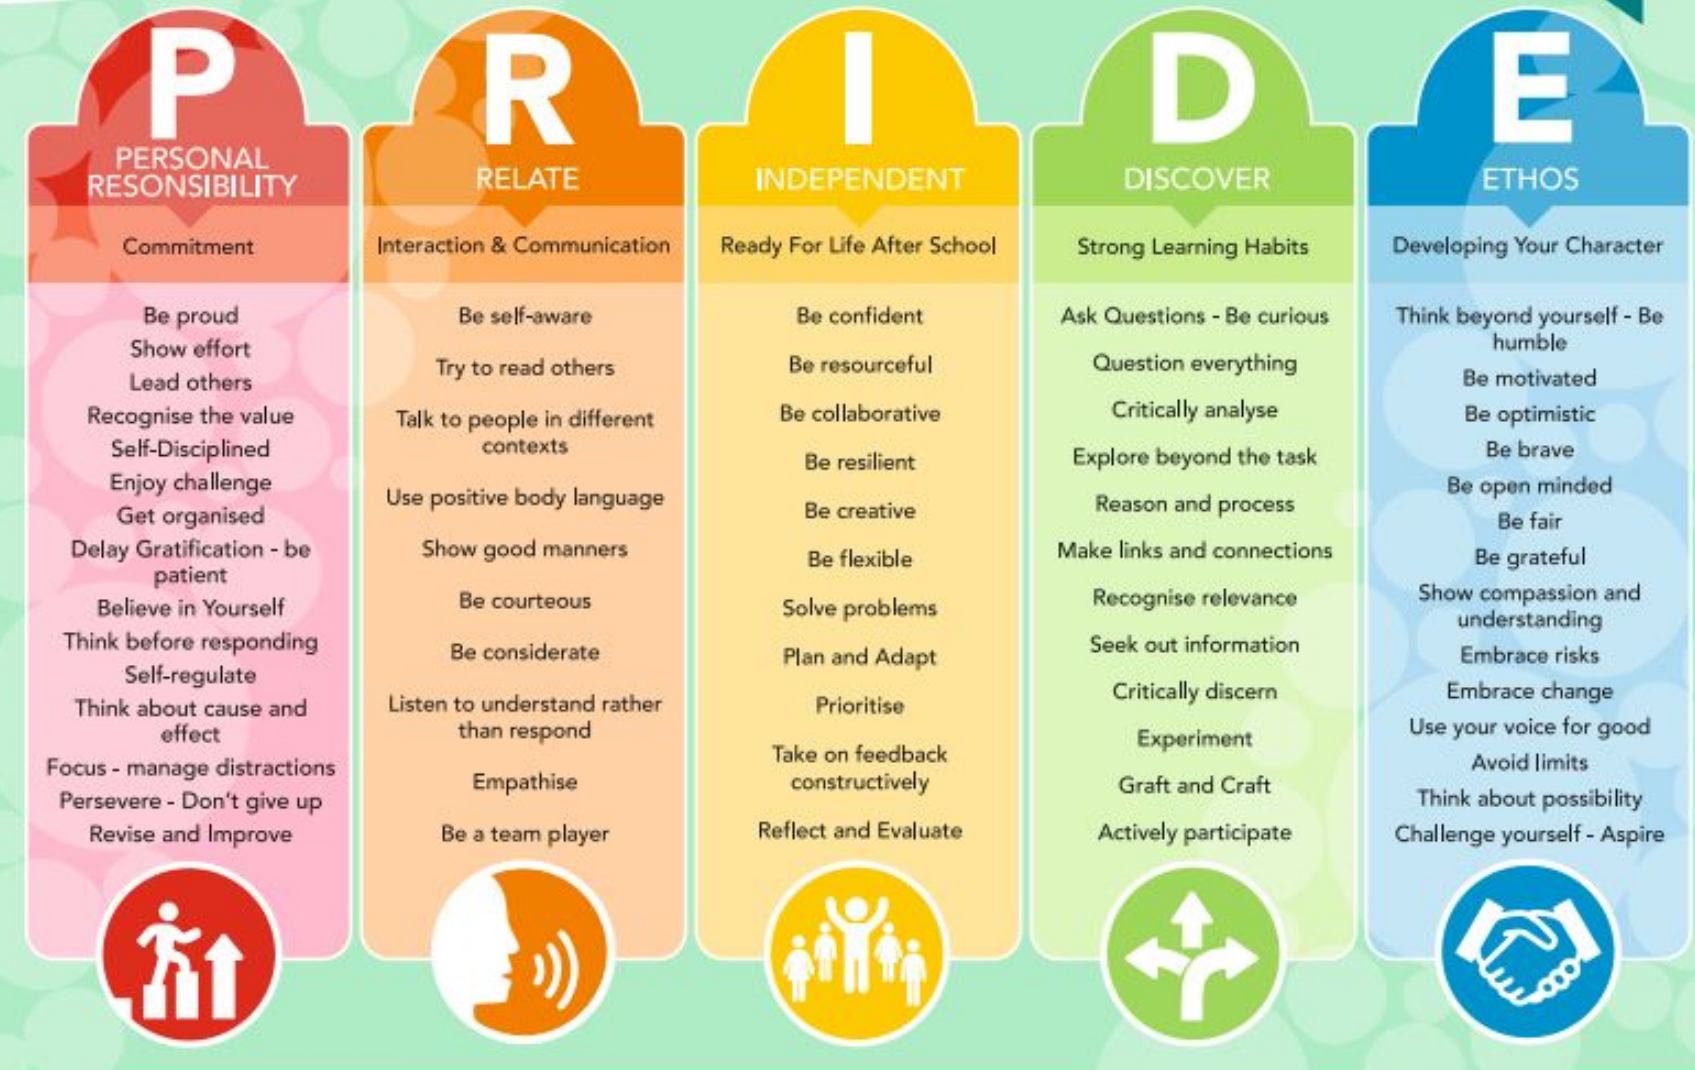 P
PERSONAL
RESONSIBILITY
Commitment
Be proud
Show effort
Lead others
Recognise the value
Self-Disciplined
Enjoy challenge
Get organised
Delay Gratification - be
patient
Believe in Yourself
Think before responding
Self-regulate
Think about cause and
effect
Focus - manage distractions
Persevere - Don't give up
Revise and Improve
R
RELATE
Interaction & Communication
Be self-aware
Try to read others
Talk to people in different
contexts
Use positive body language
Show good manners
Be courteous
Be considerate
Listen to understand rather
than respond
Empathise
Be a team player
I
INDEPENDENT
Ready For Life After School
Be confident
Be resourceful
Be collaborative
Be resilient
Be creative
Be flexible
Solve problems
Plan and Adapt
Prioritise
Take on feedback
constructively
Reflect and Evaluate
D
DISCOVER
Strong Learning Habits
Ask Questions - Be curious
Question everything
Critically analyse
Explore beyond the task
Reason and process
Make links and connections
Recognise relevance
Seek out information
Critically discern
Experiment
Graft and Craft
Actively participate
E
ETHOS
Developing Your Character
Think beyond yourself - Be
humble
Be motivated
Be optimistic
Be brave
Be open minded
Be fair
Be grateful
Show compassion and
understanding
Embrace risks
Embrace change
Use your voice for good
Avoid limits
Think about possibility
Challenge yourself - Aspire